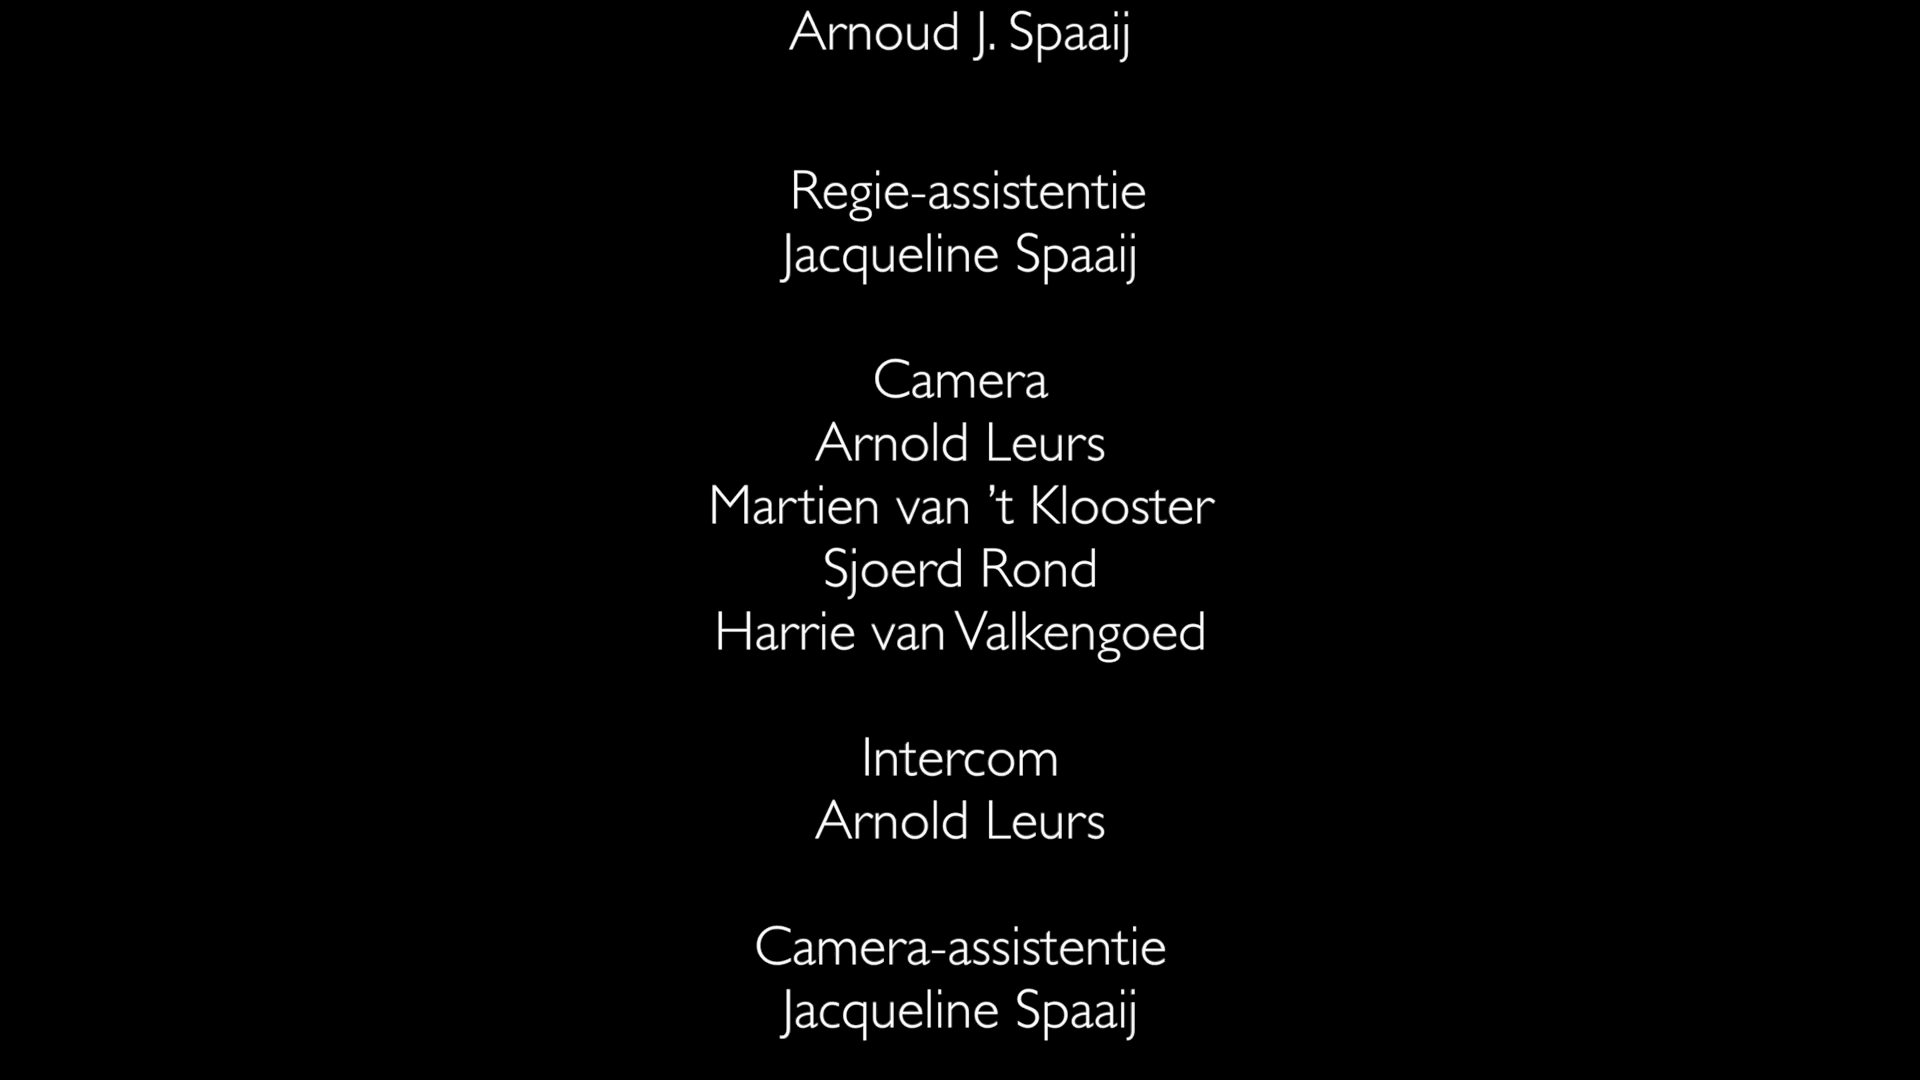 Arnoud J. Spaaij
Regie-assistentie
Jacqueline Spaaij
Camera
Arnold Leurs
Martien van ’t Klooster
Sjoerd Rond
Harrie van Valkengoed
Intercom
Arnold Leurs
Camera-assistentie
Jacqueline Spaaij